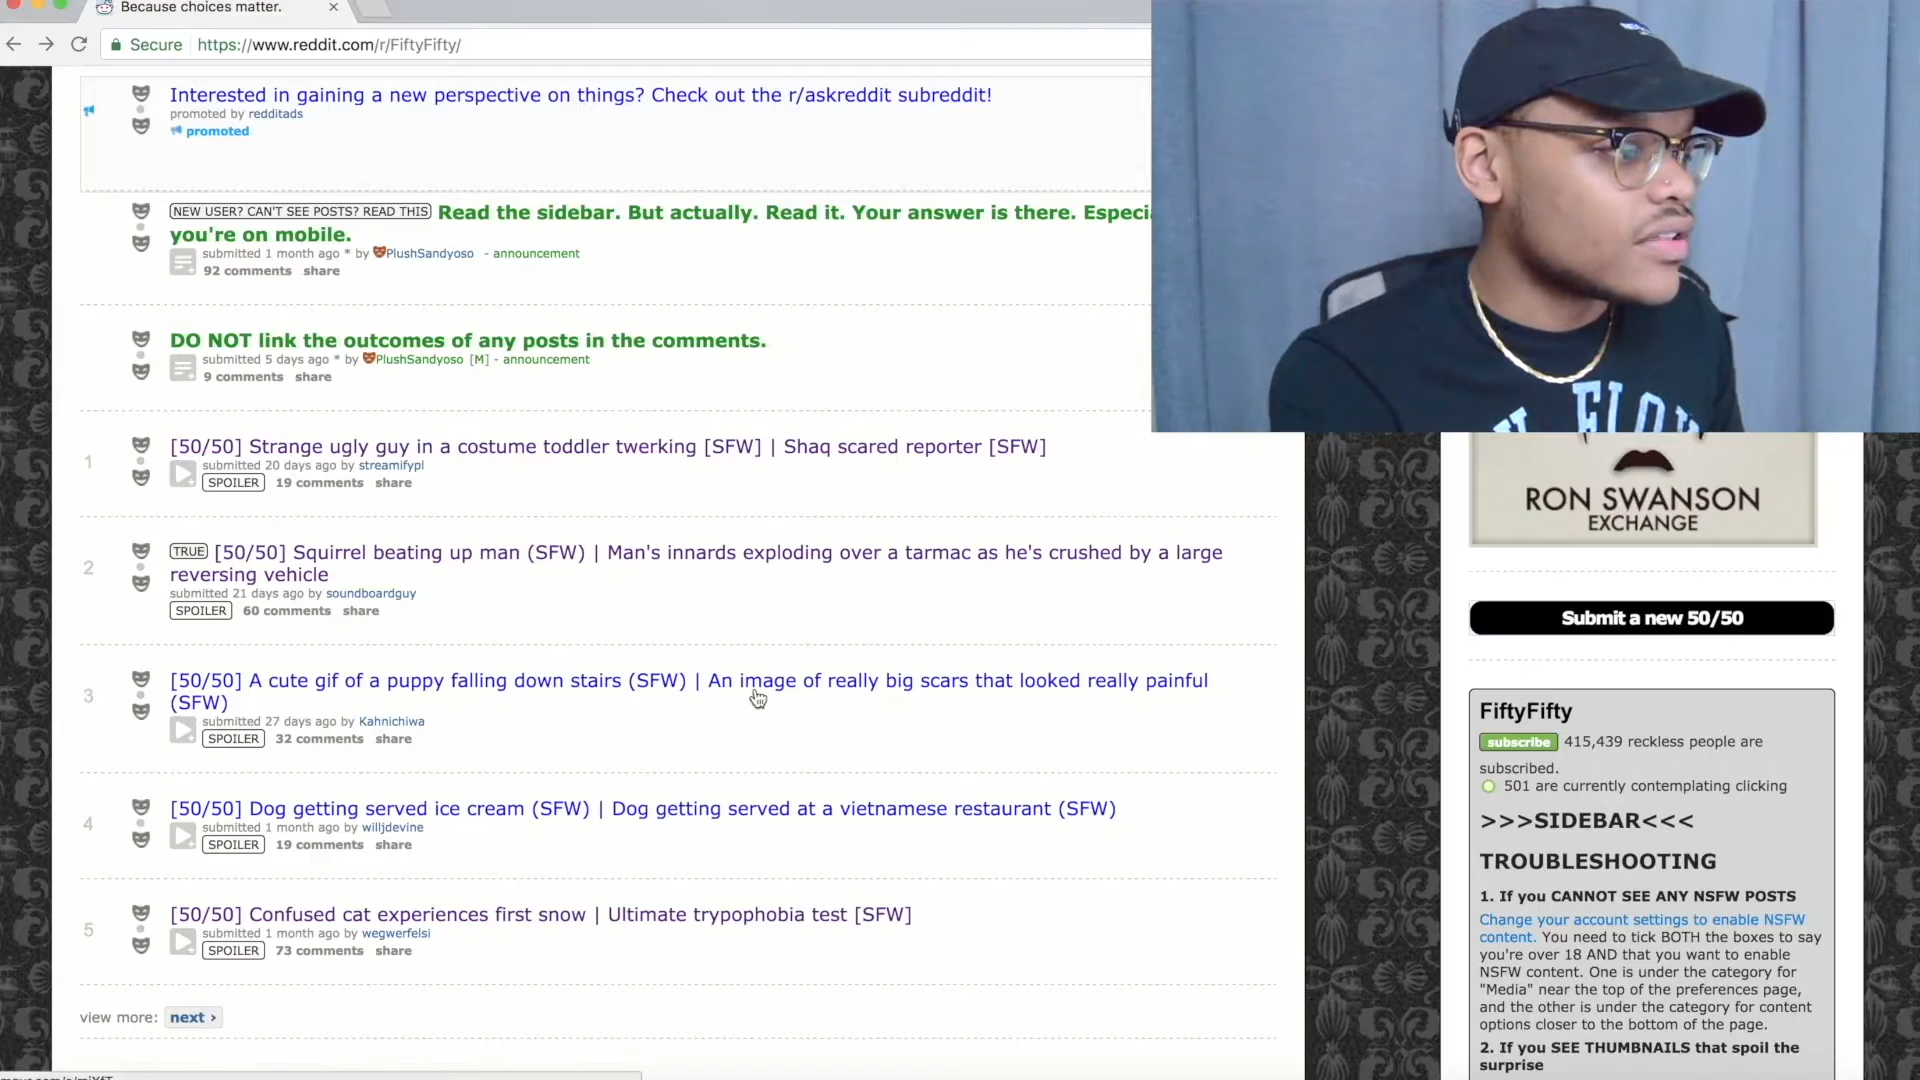 Because choices matter.
Secure https://www.reddit.com/r/FiftyFifty/
Interested in gaining a new perspective on things? Check out the r/askreddit subreddit!
promoted by redditads
promoted
NEW USER? CAN'T SEE POSTS? READ THIS Read the sidebar. But actually. Read it. Your answer is there. Especi
you're on mobile.
submitted 1 month ago * by PlushSandyoso - announcement
92 comments share
DO NOT link the outcomes of any posts in the comments.
submitted 5 days ago * by PlushSandyoso [M] - announcement
9 comments share
1
[50/50] Strange ugly guy in a costume toddler twerking [SFW] | Shaq scared reporter [SFW]
submitted 20 days ago by streamifypl
SPOILER 19 comments share
2
TRUE [50/50] Squirrel beating up man (SFW) | Man's innards exploding over a tarmac as he's crushed by a large
reversing vehicle
submitted 21 days ago by soundboardguy
SPOILER 60 comments share
3
[50/50] A cute gif of a puppy falling down stairs (SFW) | An image of really big scars that looked really painful
(SFW)
submitted 27 days ago by Kahnichiwa
SPOILER 32 comments share
4
[50/50] Dog getting served ice cream (SFW) | Dog getting served at a vietnamese restaurant (SFW)
submitted 1 month ago by willjdevine
SPOILER 19 comments share
5
[50/50] Confused cat experiences first snow | Ultimate trypophobia test [SFW]
submitted 1 month ago by wegwerfelsi
SPOILER 73 comments share
view more: next ›
RON SWANSON
EXCHANGE
Submit a new 50/50
FiftyFifty
subscribe 415,439 reckless people are
subscribed.
501 are currently contemplating clicking
>>>SIDEBAR<<<
TROUBLESHOOTING
1. If you CANNOT SEE ANY NSFW POSTS
Change your account settings to enable NSFW
content. You need to tick BOTH the boxes to say
you're over 18 AND that you want to enable
NSFW content. One is under the category for
"Media" near the top of the preferences page,
and the other is under the category for content
options closer to the bottom of the page.
2. If you SEE THUMBNAILS that spoil the
surprise